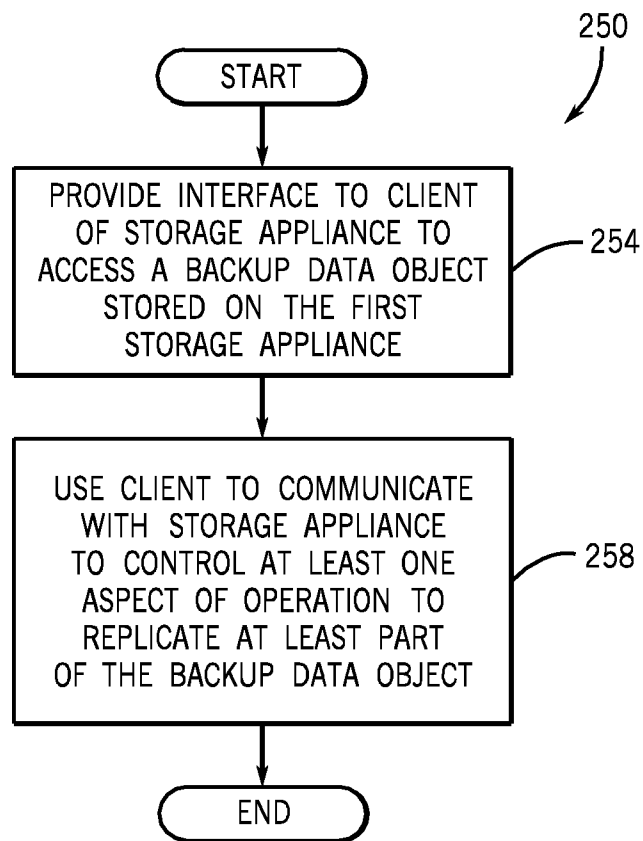 250
START
PROVIDE INTERFACE TO CLIENT
OF STORAGE APPLIANCE TO
ACCESS A BACKUP DATA OBJECT
STORED ON THE FIRST
STORAGE APPLIANCE
254
USE CLIENT TO COMMUNICATE
WITH STORAGE APPLIANCE
TO CONTROL AT LEAST ONE
ASPECT OF OPERATION TO
REPLICATE AT LEAST PART
OF THE BACKUP DATA OBJECT
258
END